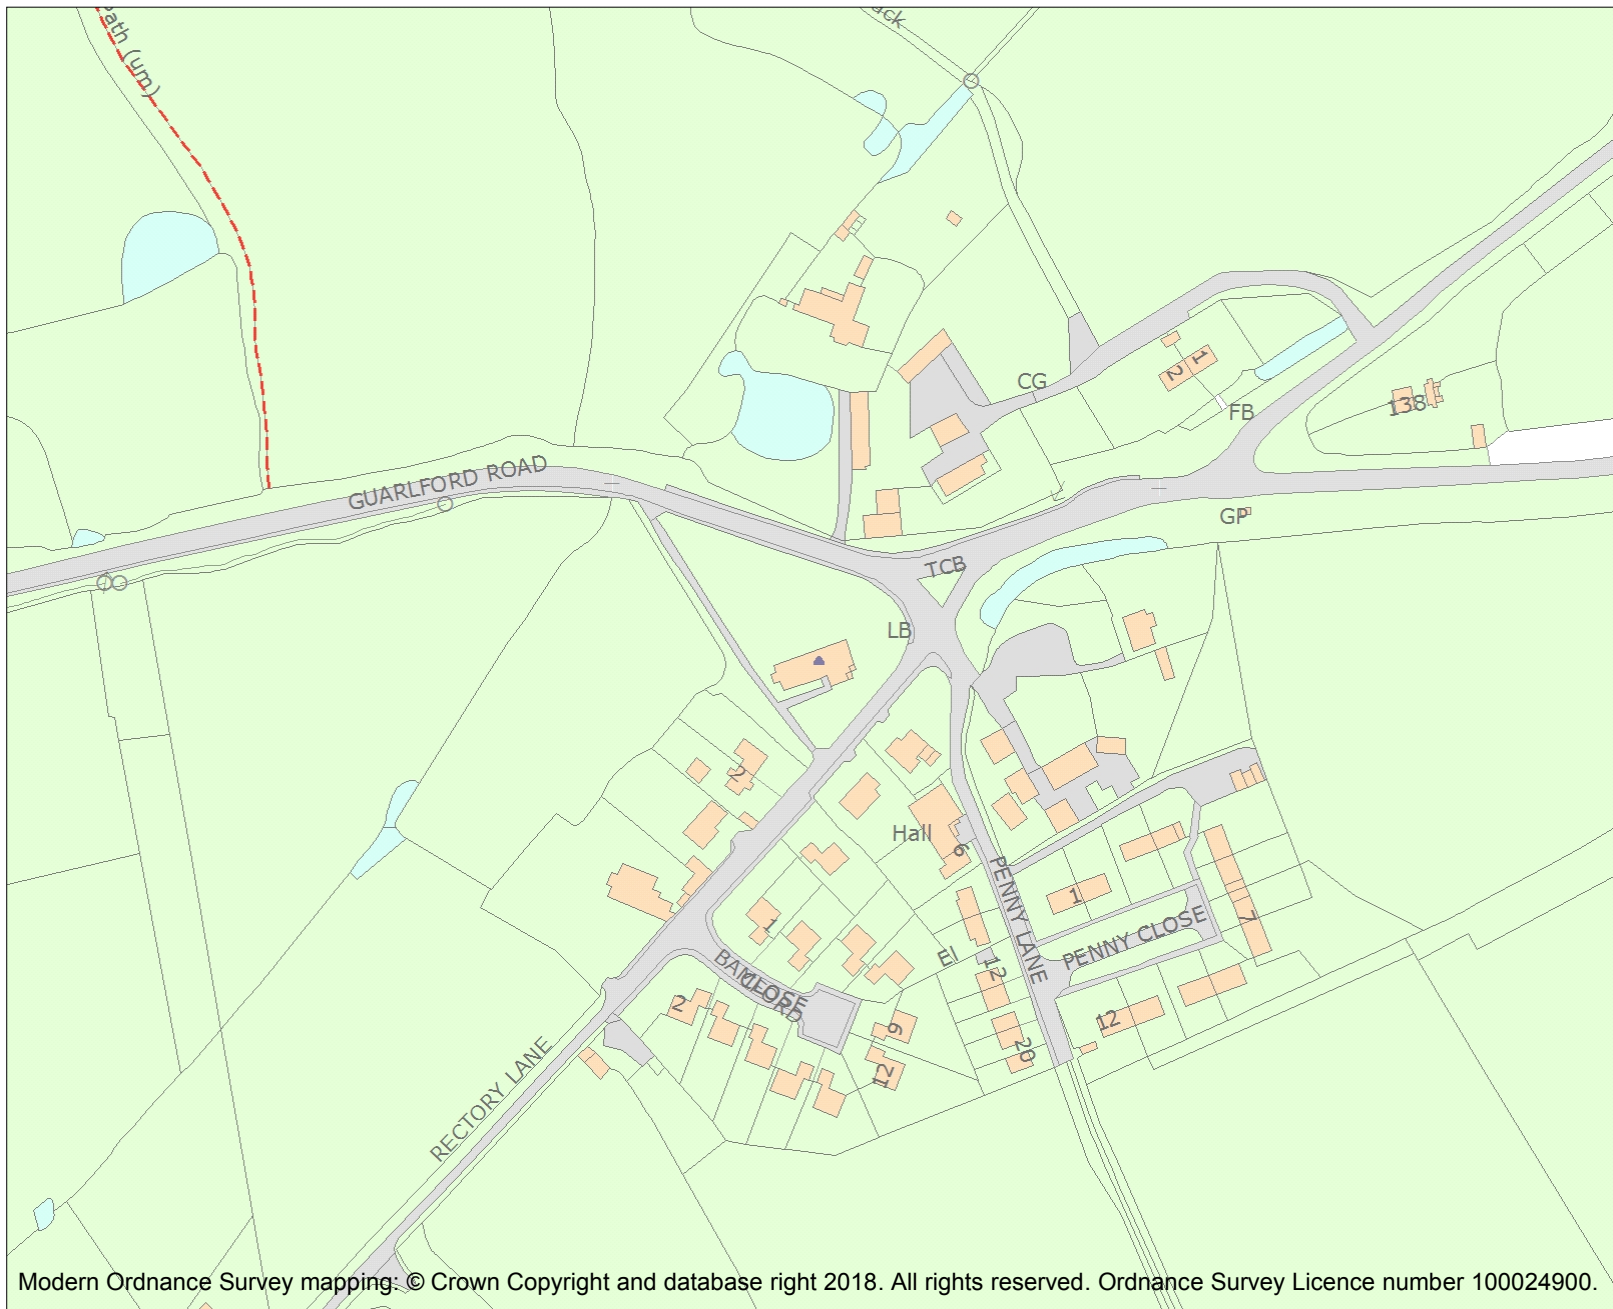 Path (um)
CG
1
2
138
FB
GUARLFORD ROAD
GP
TCB
LB
2
Hall
6
PENNY LANE
1
1
7
PENNY CLOSE
El
12
BAMFORD
CLOSE
2
9
12
20
12
RECTORY LANE
Modern Ordnance Survey mapping: © Crown Copyright and database right 2018. All rights reserved. Ordnance Survey Licence number 100024900.